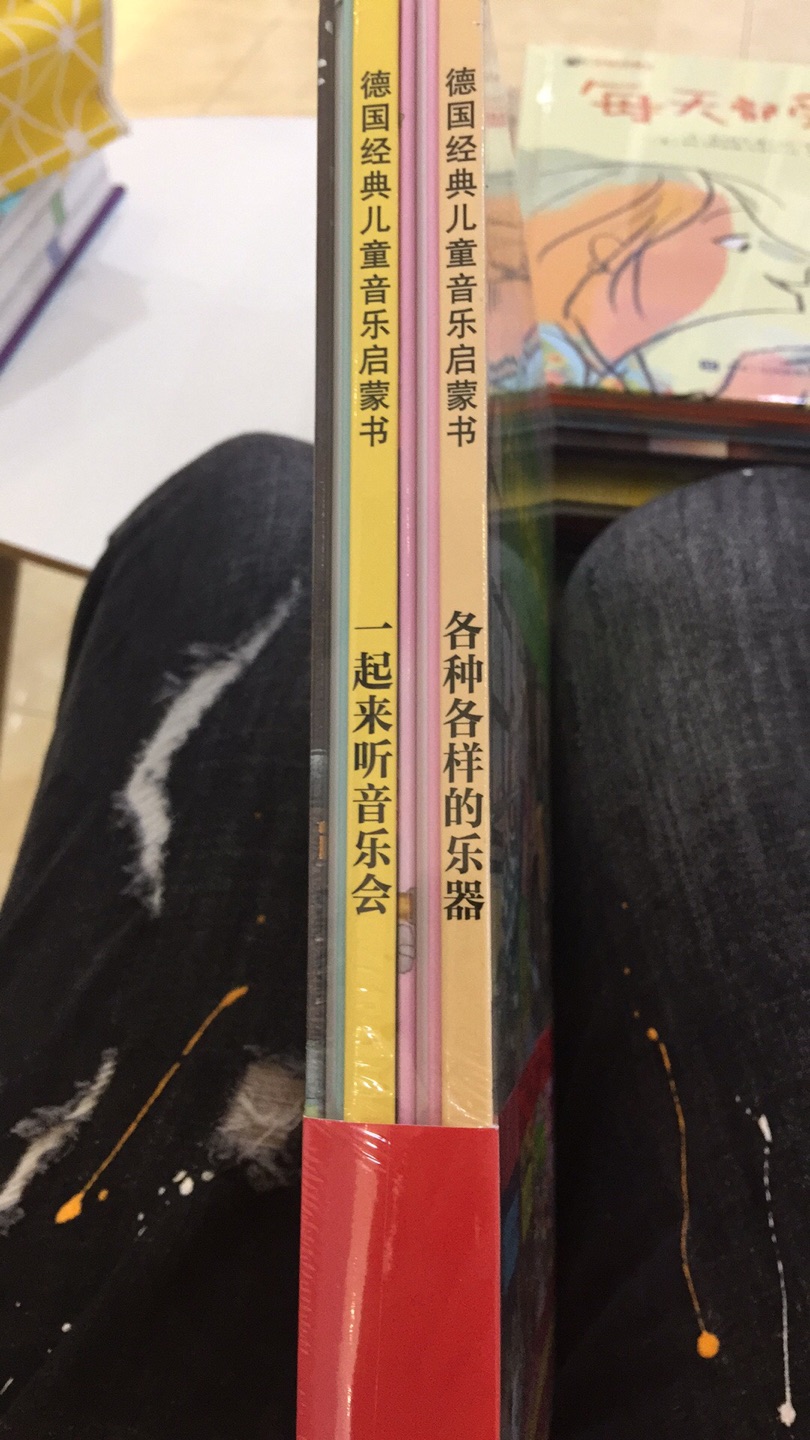 德国经典儿童音乐启蒙书
一起来听音乐会
德国经典儿童音乐启蒙书
各种各样的乐器
每天都